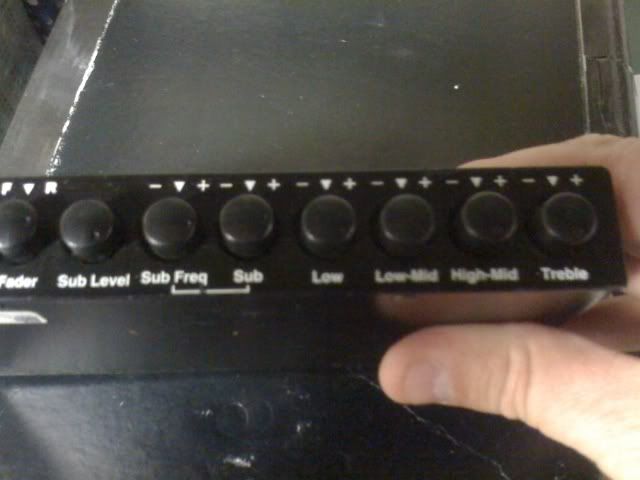 F R
- + - + - + - + - + - +
Fader Sub Level Sub Freq Sub Low Low-Mid High-Mid Treble